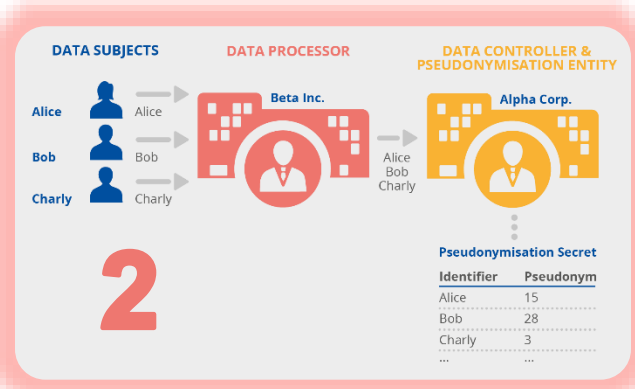 DATA SUBJECTS
DATA PROCESSOR
DATA CONTROLLER &
PSEUDONYMISATION ENTITY
Beta Inc.
Alpha Corp.
Alice
Alice
Bob
Bob
Charly
Charly
Alice
Bob
Charly
2
Pseudonymisation Secret
Identifier Pseudonym
Alice 15
Bob 28
Charly 3
... ...